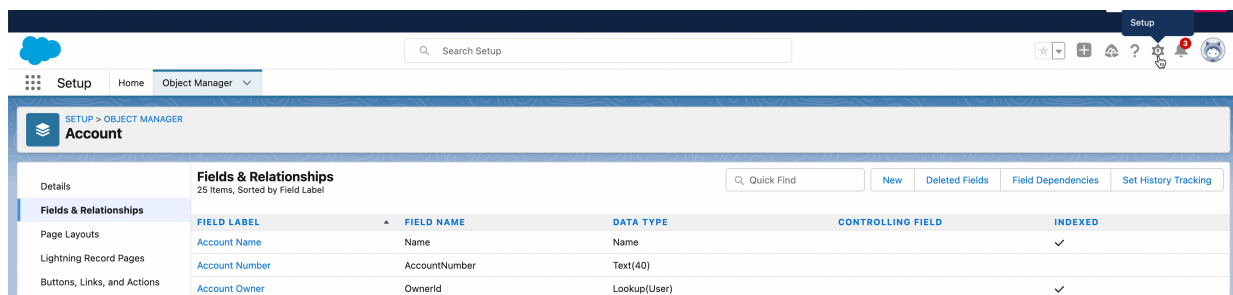 Setup
Search Setup
3
Setup Home Object Manager
SETUP > OBJECT MANAGER
Account
Details
Fields & Relationships
Page Layouts
Lightning Record Pages
Buttons, Links, and Actions
Fields & Relationships
25 Items, Sorted by Field Label
Quick Find New Deleted Fields Field Dependencies Set History Tracking
FIELD LABEL FIELD NAME DATA TYPE CONTROLLING FIELD INDEXED
Account Name Name Name
Account Number AccountNumber Text(40)
Account Owner OwnerId Lookup(User)